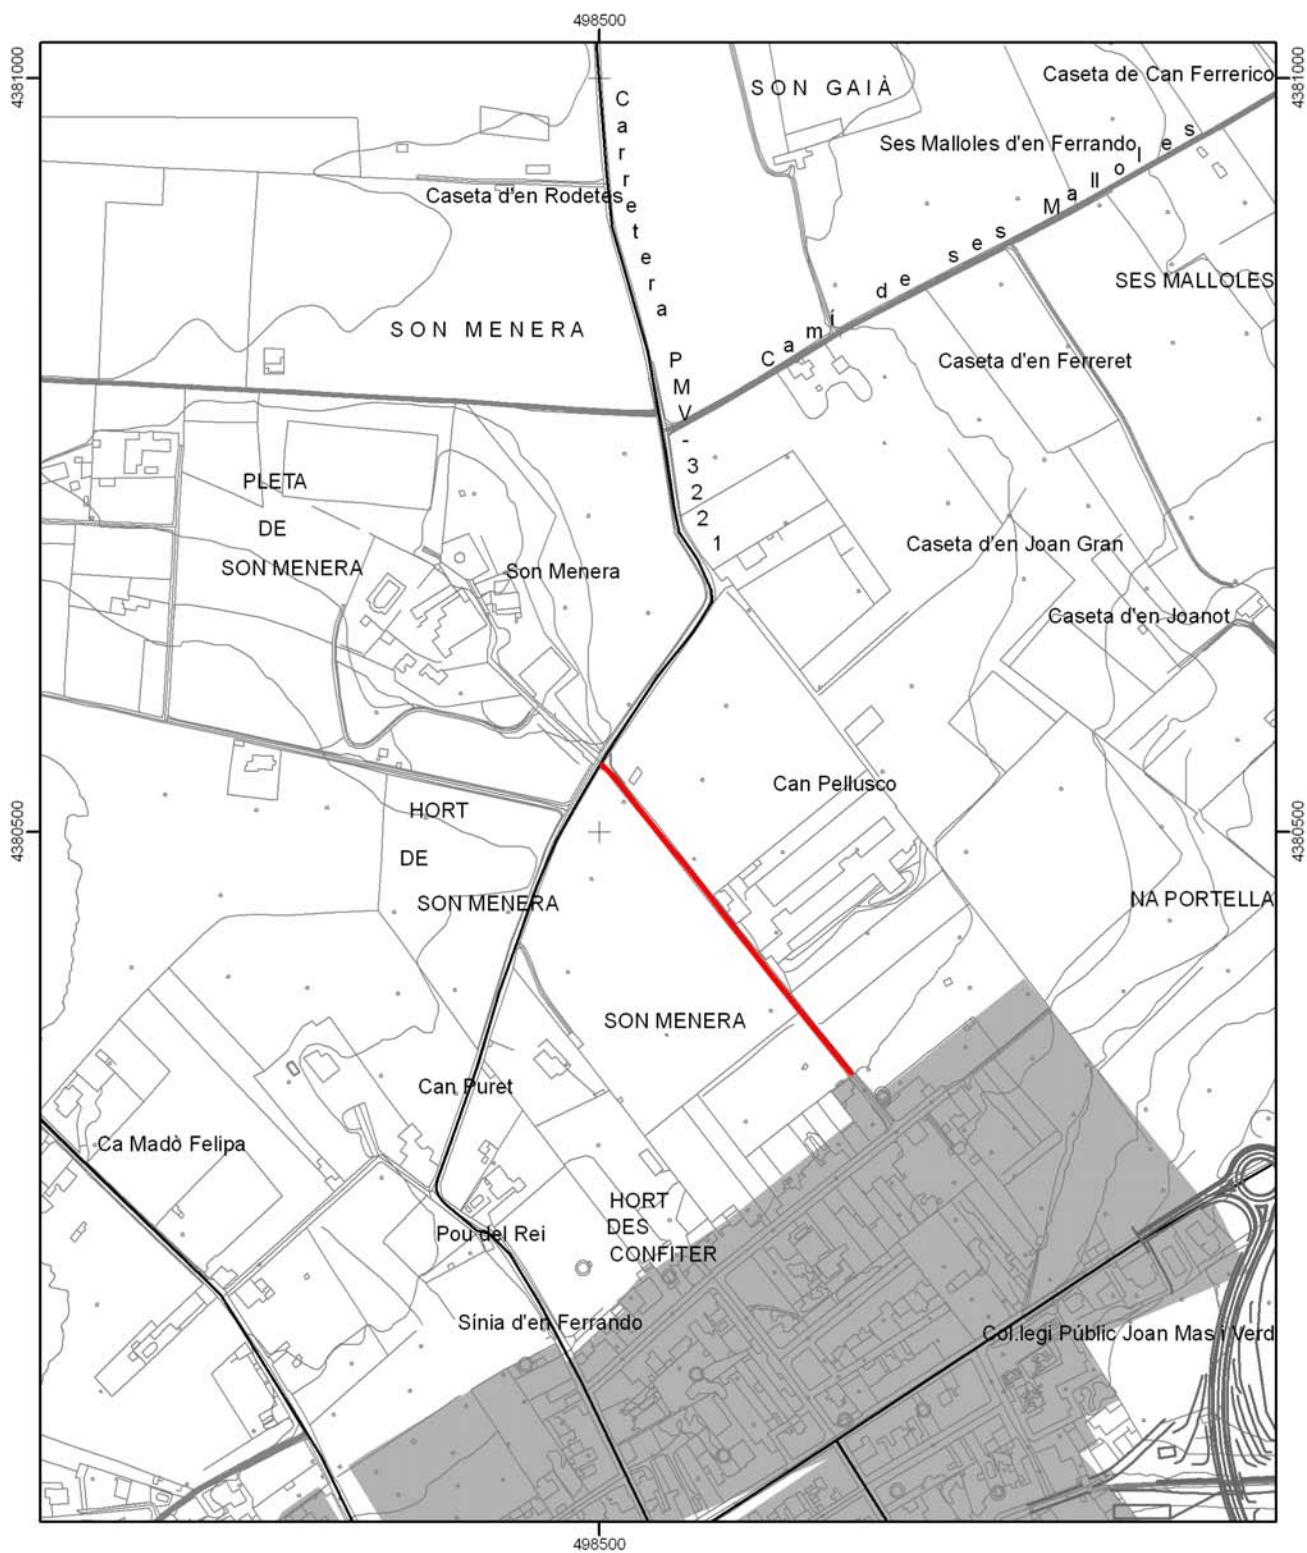 498500
4381000
4381000
Carretera PMV-3221
SON GAIÀ
Caseta de Can Ferrerico
Ses Malloles d'en Ferrando
Caseta d'en Rodetes
Camí de ses Malloles
SES MALLOLES
SON MENERA
Caseta d'en Ferreret
PLETA
DE
SON MENERA
Son Menera
Caseta d'en Joan Gran
Caseta d'en Joanot
Can Pellusco
HORT
DE
SON MENERA
4380500
4380500
NA PORTELLA
SON MENERA
Can Puret
Ca Madò Felipa
HORT
DES
CONFITER
Pou del Rei
Sínia d'en Ferrando
Col.legi Públic Joan Mas i Verd
498500